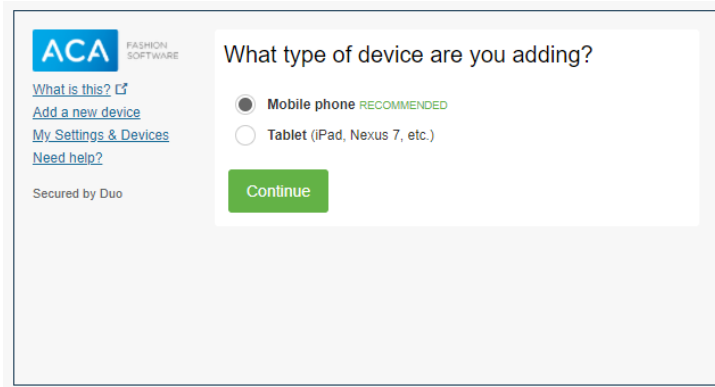 ACA
FASHION
SOFTWARE
What is this?
Add a new device
My Settings & Devices
Need help?
Secured by Duo
What type of device are you adding?
Mobile phone RECOMMENDED
Tablet (iPad, Nexus 7, etc.)
Continue